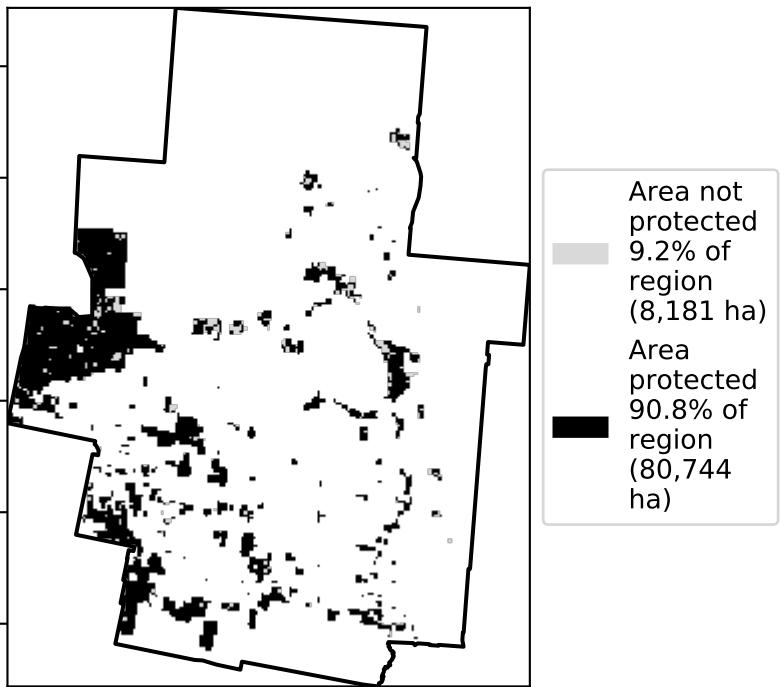 Area not
protected
9.2% of
region
(8,181 ha)
Area
protected
90.8% of
region
(80,744
ha)